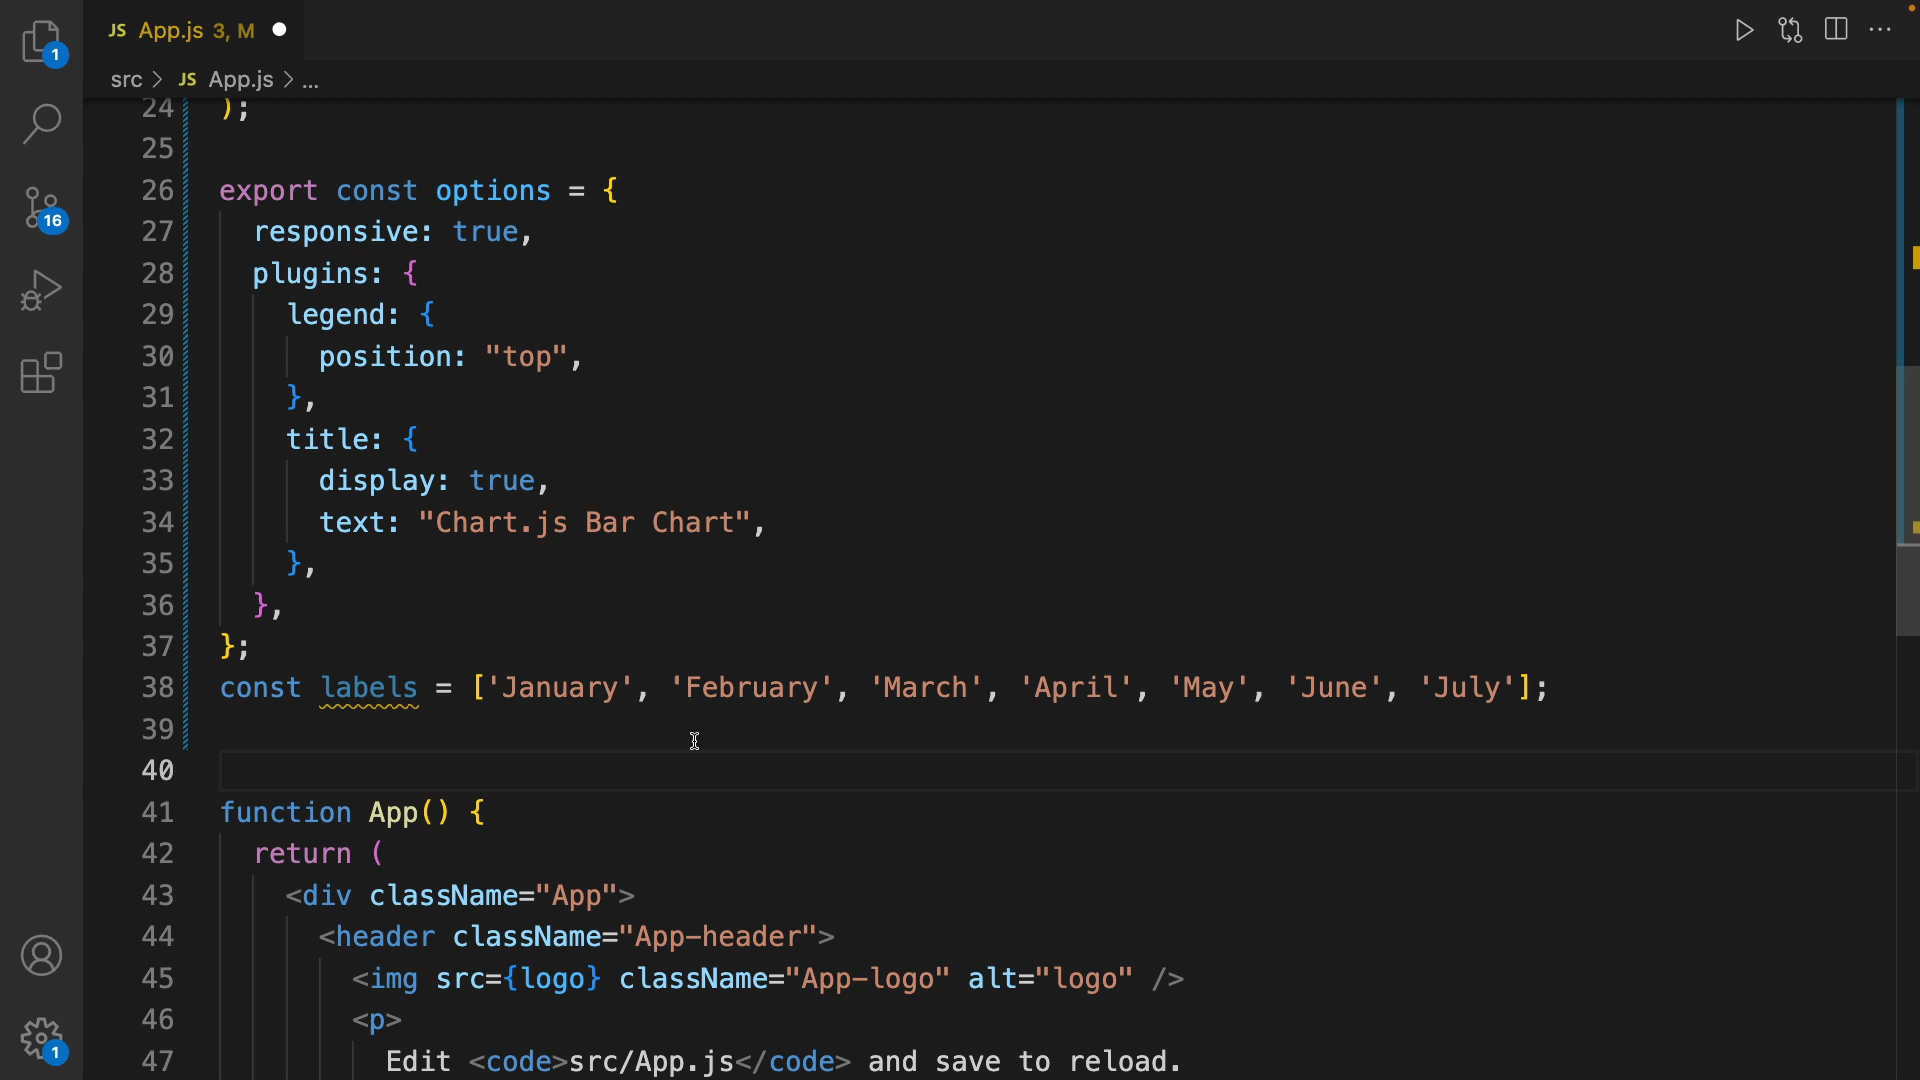 JS App.js 3, M
src > JS App.js > ...
1
16
1
24 );
25
26 export const options = {
27 responsive: true,
28 plugins: {
29 legend: {
30 position: "top",
31 },
32 title: {
33 display: true,
34 text: "Chart.js Bar Chart",
35 },
36 },
37 };
38 const labels = ['January', 'February', 'March', 'April', 'May', 'June', 'July'];
39
40
41 function App() {
42 return (
43 <div className="App">
44 <header className="App-header">
45 <img src={logo} className="App-logo" alt="logo" />
46 <p>
47 Edit <code>src/App.js</code> and save to reload.